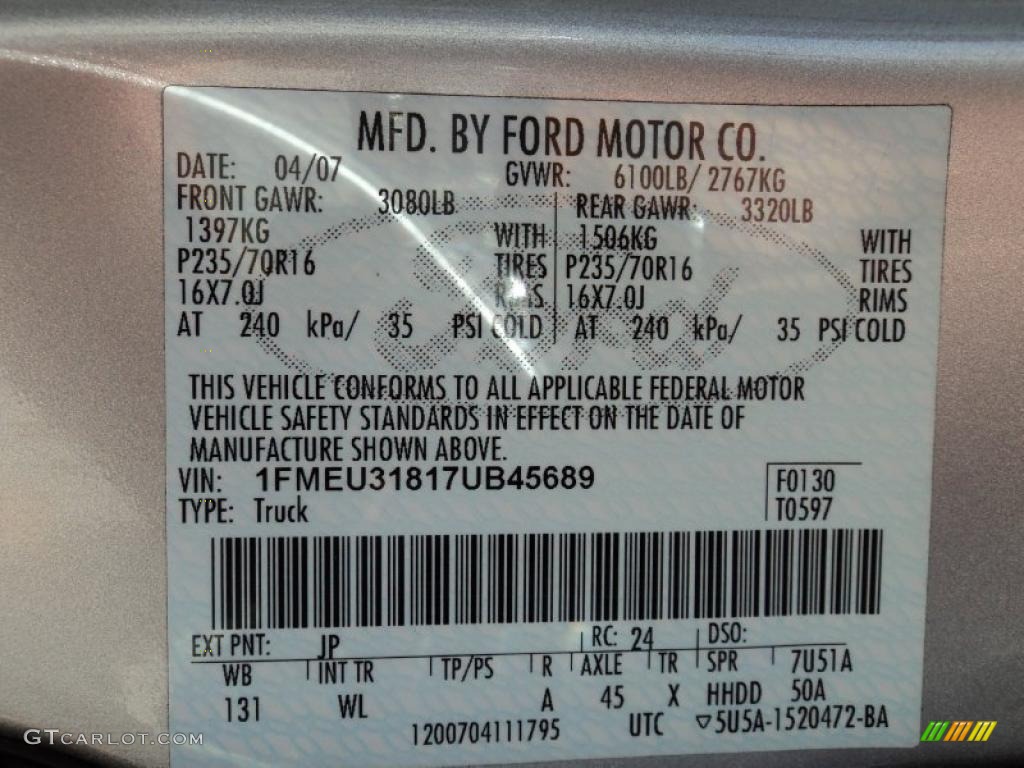 MFD. BY FORD MOTOR CO.
DATE: 04/07 GVWR: 6100LB/ 2767KG
FRONT GAWR: 3080LB REAR GAWR: 3320LB
1397KG WITH 1506KG WITH
P235/70R16 TIRES P235/70R16 TIRES
16X7.0J RIMS 16X7.0J RIMS
AT 240 kPa/ 35 PSI COLD AT 240 kPa/ 35 PSI COLD
THIS VEHICLE CONFORMS TO ALL APPLICABLE FEDERAL MOTOR
VEHICLE SAFETY STANDARDS IN EFFECT ON THE DATE OF
MANUFACTURE SHOWN ABOVE.
VIN: 1FMEU31817UB45689 F0130
TYPE: Truck T0597
EXT PNT: JP RC: 24 DSO:
WB INT TR TP/PS R AXLE TR SPR 7U51A
131 WL A 45 X HHDD 50A
1200704111795 UTC ▽5U5A-1520472-BA
GTCarlot.com